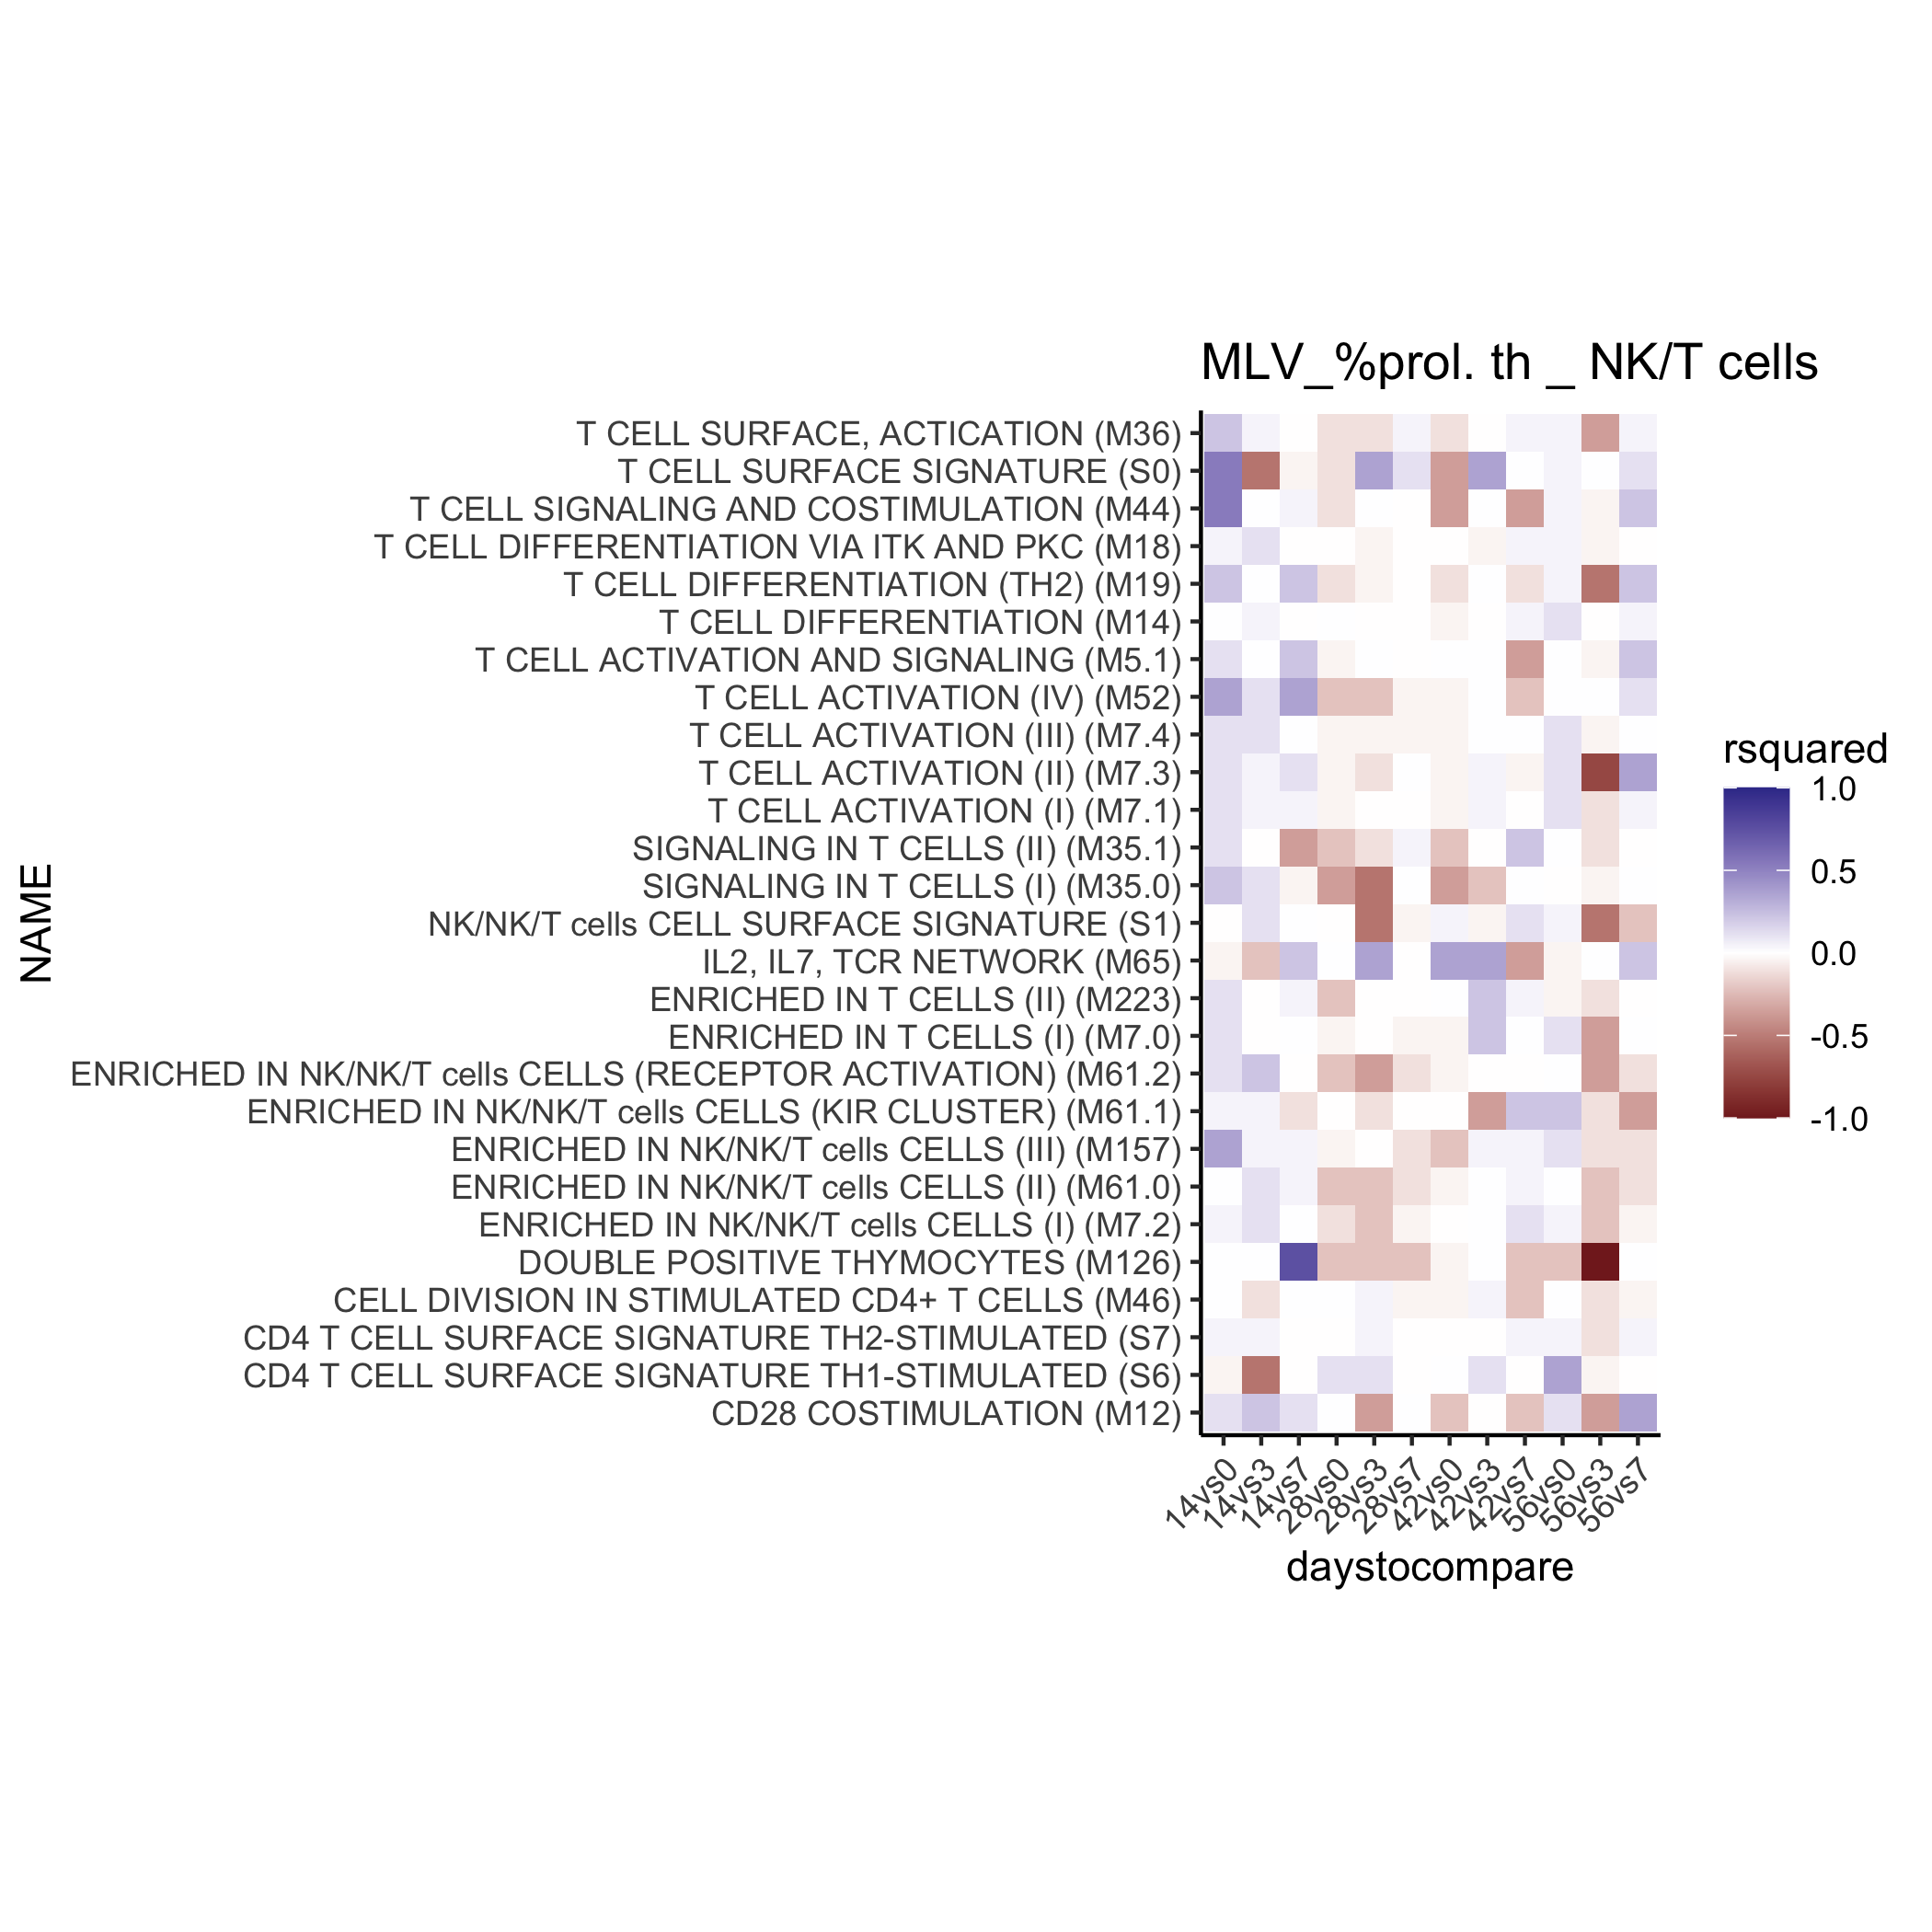 MLV_%prol. th _ NK/T cells
NAME
T CELL SURFACE, ACTICATION (M36)
T CELL SURFACE SIGNATURE (S0)
T CELL SIGNALING AND COSTIMULATION (M44)
T CELL DIFFERENTIATION VIA ITK AND PKC (M18)
T CELL DIFFERENTIATION (TH2) (M19)
T CELL DIFFERENTIATION (M14)
T CELL ACTIVATION AND SIGNALING (M5.1)
T CELL ACTIVATION (IV) (M52)
T CELL ACTIVATION (III) (M7.4)
T CELL ACTIVATION (II) (M7.3)
T CELL ACTIVATION (I) (M7.1)
SIGNALING IN T CELLS (II) (M35.1)
SIGNALING IN T CELLS (I) (M35.0)
NK/NK/T cells CELL SURFACE SIGNATURE (S1)
IL2, IL7, TCR NETWORK (M65)
ENRICHED IN T CELLS (II) (M223)
ENRICHED IN T CELLS (I) (M7.0)
ENRICHED IN NK/NK/T cells CELLS (RECEPTOR ACTIVATION) (M61.2)
ENRICHED IN NK/NK/T cells CELLS (KIR CLUSTER) (M61.1)
ENRICHED IN NK/NK/T cells CELLS (III) (M157)
ENRICHED IN NK/NK/T cells CELLS (II) (M61.0)
ENRICHED IN NK/NK/T cells CELLS (I) (M7.2)
DOUBLE POSITIVE THYMOCYTES (M126)
CELL DIVISION IN STIMULATED CD4+ T CELLS (M46)
CD4 T CELL SURFACE SIGNATURE TH2-STIMULATED (S7)
CD4 T CELL SURFACE SIGNATURE TH1-STIMULATED (S6)
CD28 COSTIMULATION (M12)
14vs0
14vs3
14vs7
28vs0
28vs3
28vs7
42vs0
42vs3
42vs7
56vs0
56vs3
56vs7
daystocompare
rsquared
1.0
0.5
0.0
-0.5
-1.0